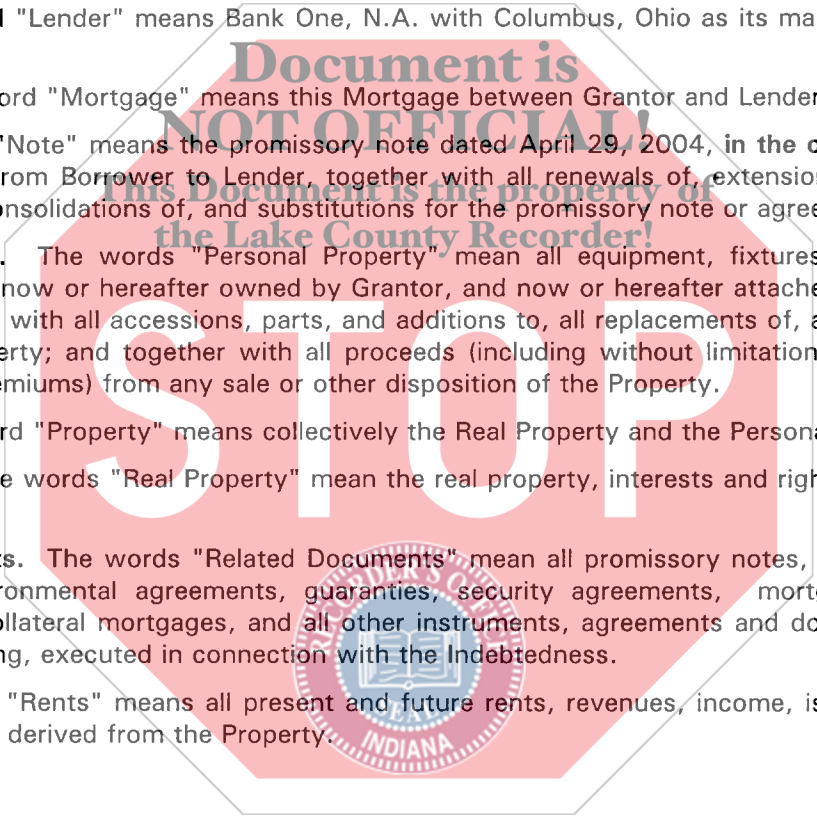 "Lender" means Bank One, N.A. with Columbus, Ohio as its ma
Document is
ord "Mortgage" means this Mortgage between Grantor and Lender
NOT OFFICIAL!
"Note" means the promissory note dated April 29, 2004, in the o
rom Borrower to Lender, together with all renewals of, extensio
This Document is the property of
onsolidations of, and substitutions for the promissory note or agree
the Lake County Recorder!
. The words "Personal Property" mean all equipment, fixtures
now or hereafter owned by Grantor, and now or hereafter attache
with all accessions, parts, and additions to, all replacements of, a
erty; and together with all proceeds (including without limitation
emiums) from any sale or other disposition of the Property.
STOP
rd "Property" means collectively the Real Property and the Persona
e words "Real Property" mean the real property, interests and righ
ts. The words "Related Documents" mean all promissory notes,
ronmental agreements, guaranties, security agreements, mortg
ollateral mortgages, and all other instruments, agreements and do
ng, executed in connection with the Indebtedness.
RECORDER'S OFFICE
SEAL
INDIANA
"Rents" means all present and future rents, revenues, income, is
derived from the Property.